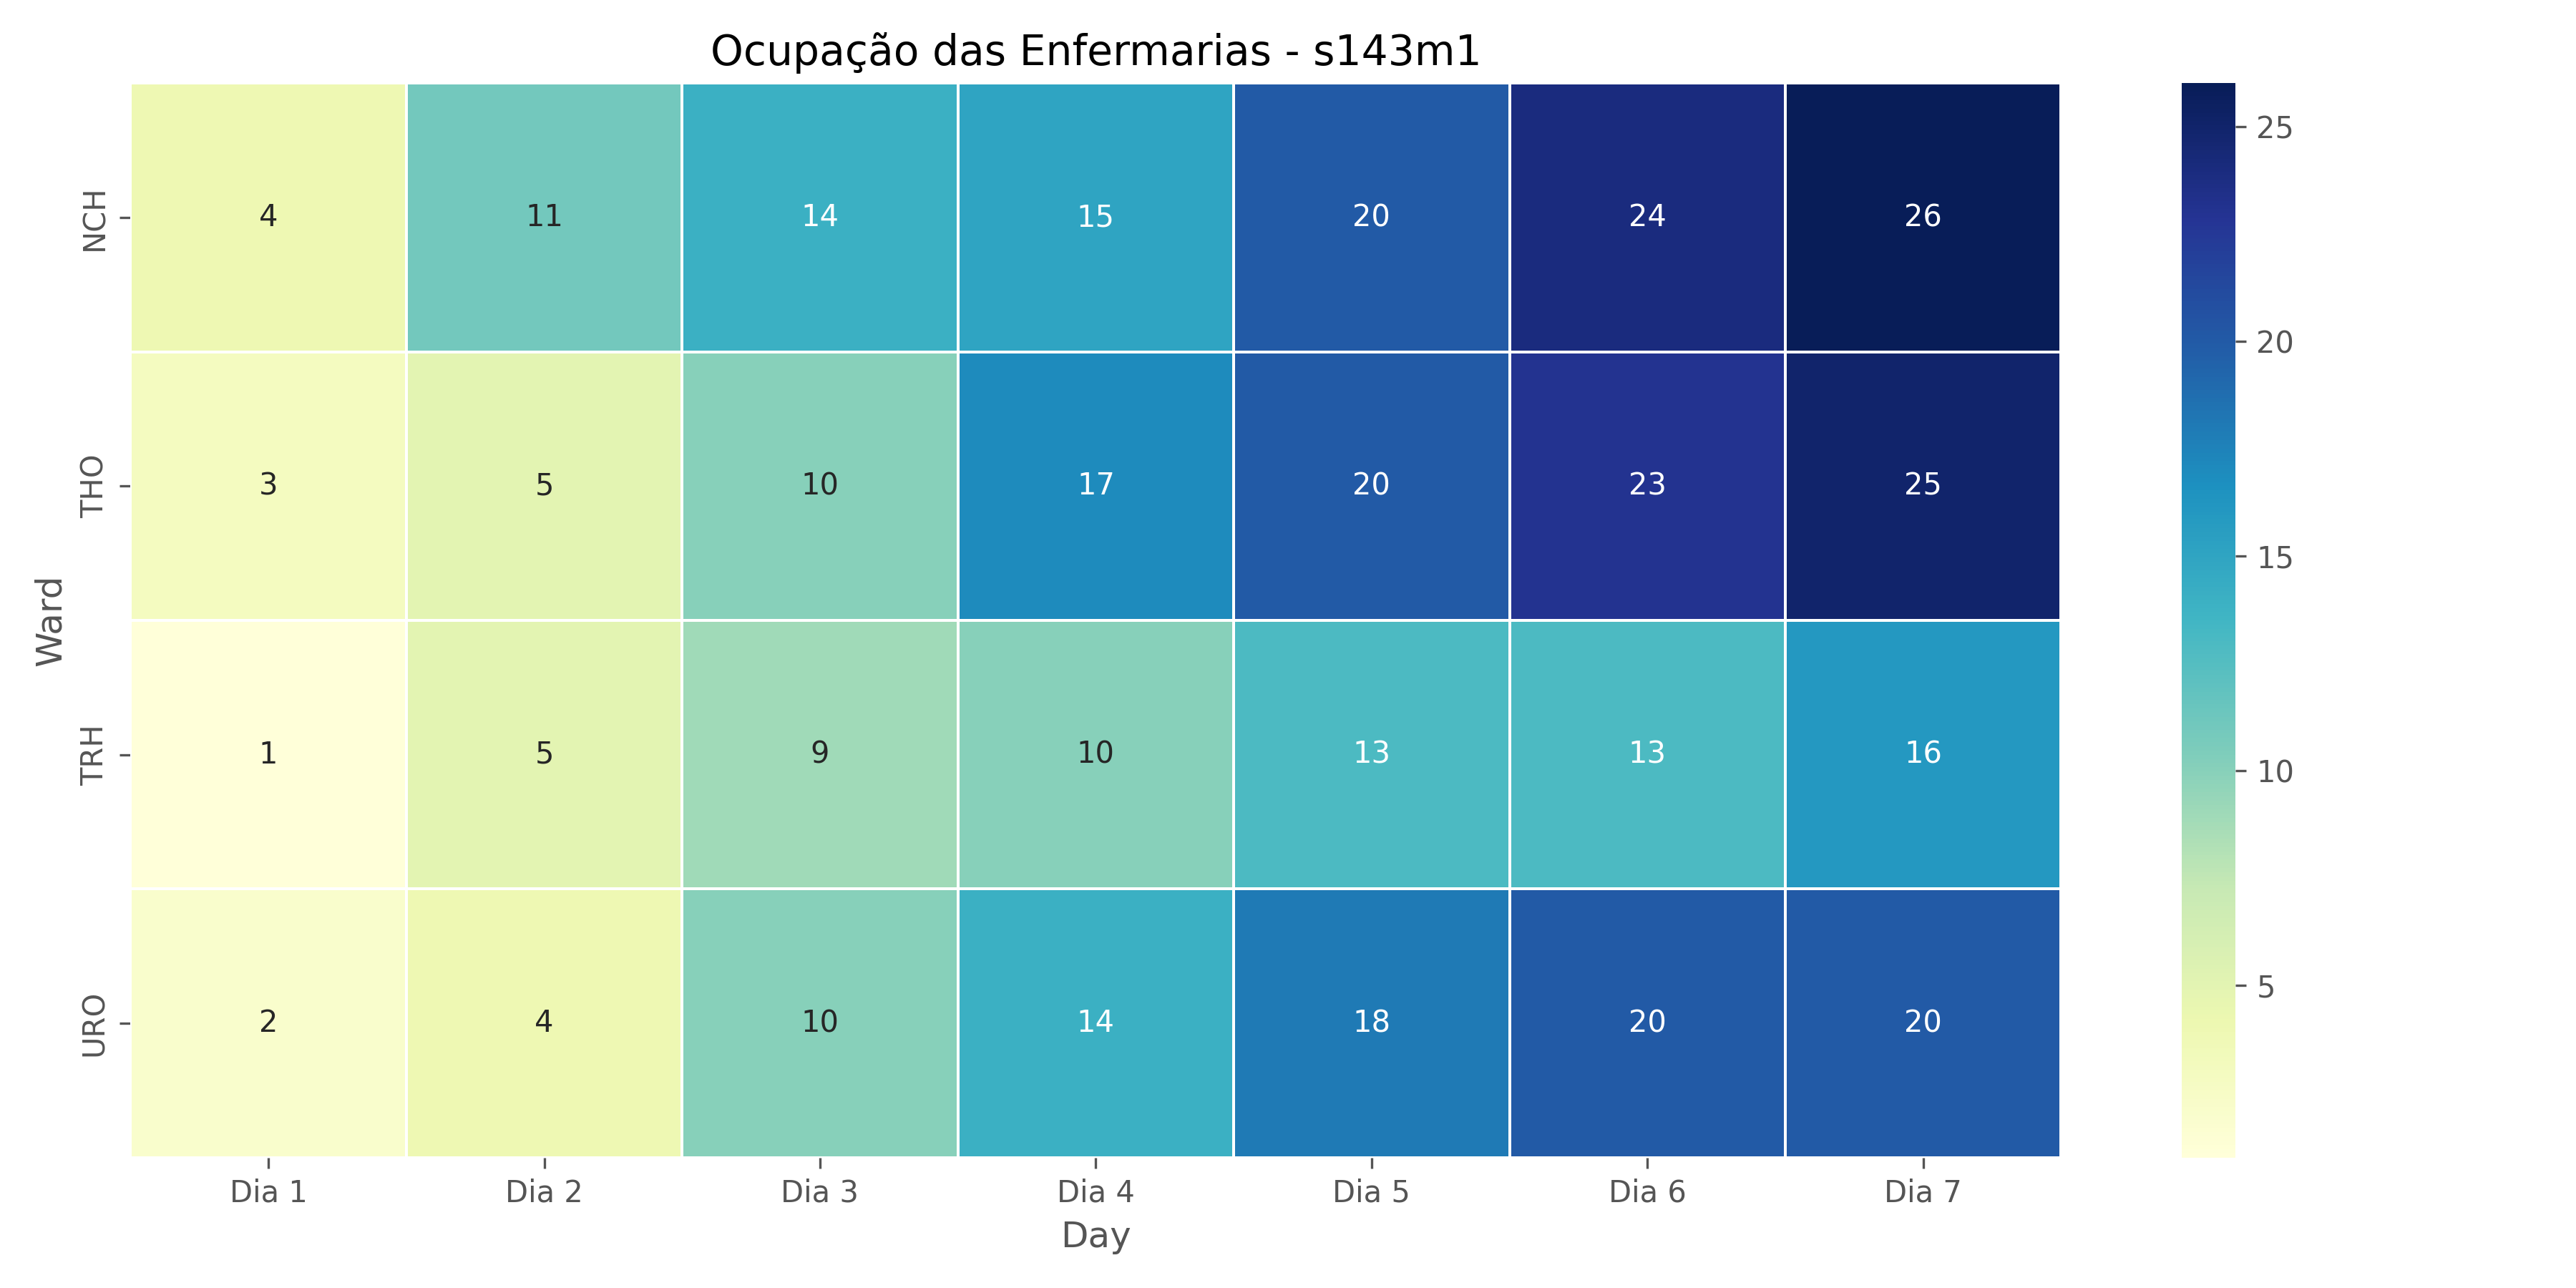 Ocupação das Enfermarias - s143m1
Ward
NCH 4 11 14 15 20 24 26
THO 3 5 10 17 20 23 25
TRH 1 5 9 10 13 13 16
URO 2 4 10 14 18 20 20
Dia 1 Dia 2 Dia 3 Dia 4 Dia 5 Dia 6 Dia 7
Day
25
20
15
10
5